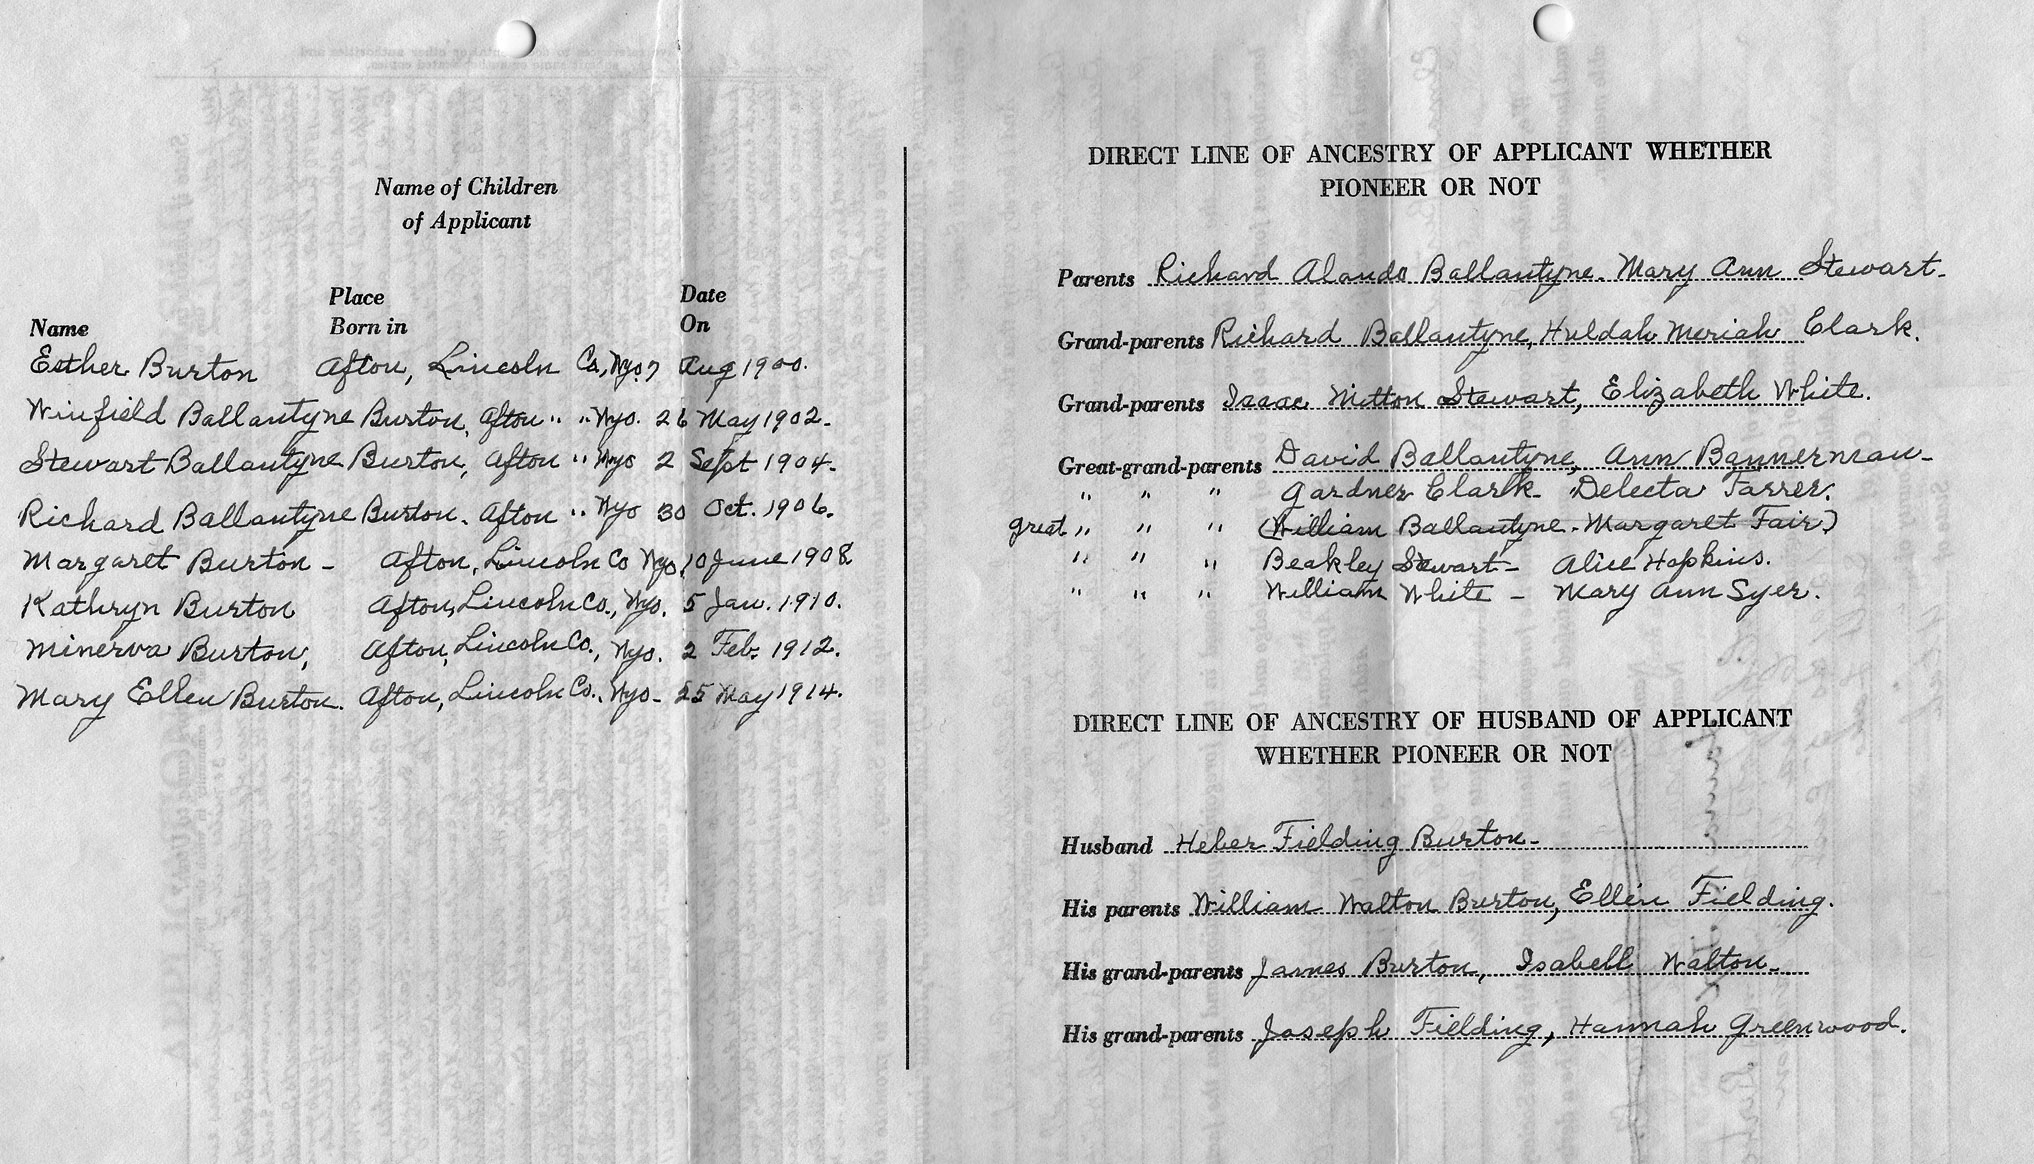 Name of Children
of Applicant
Place
Born in
Date
On
Name
Esther Burton Afton, Lincoln Co., Wyo. 7 Aug 1900.
Winfield Ballantyne Burton, Afton " " Wyo. 26 May 1902.
Stewart Ballantyne Burton, Afton " Wyo 2 Sept 1904.
Richard Ballantyne Burton. Afton " Wyo 30 Oct. 1906.
Margaret Burton - Afton, Lincoln Co Wyo, 10 June 1908
Kathryn Burton Afton, Lincoln Co., Wyo. 5 Jan. 1910.
Minerva Burton, Afton, Lincoln Co., Wyo. 2 Feb. 1912.
Mary Ellen Burton. Afton, Lincoln Co., Wyo- 25 May 1914.
DIRECT LINE OF ANCESTRY OF APPLICANT WHETHER
PIONEER OR NOT
Parents Richard Alando Ballantyne. Mary Ann Stewart-
Grand-parents Richard Ballantyne, Huldah Meriah Clark.
Grand-parents Isaac Mitton Stewart, Elizabeth White.
Great-grand-parents David Ballantyne, Ann Bannerman-
" " " Gardner Clark- Delecta Farrer.
great " " " (William Ballantyne - Margaret Fair)
" " " Beakley Stewart- Alice Hopkins.
" " " William White - Mary Ann Syer.
DIRECT LINE OF ANCESTRY OF HUSBAND OF APPLICANT
WHETHER PIONEER OR NOT
Husband Heber Fielding Burton-
His parents William Walton Burton, Ellen Fielding.
His grand-parents James Burton, Isabell Walton-
His grand-parents Joseph Fielding, Hannah Greenwood.